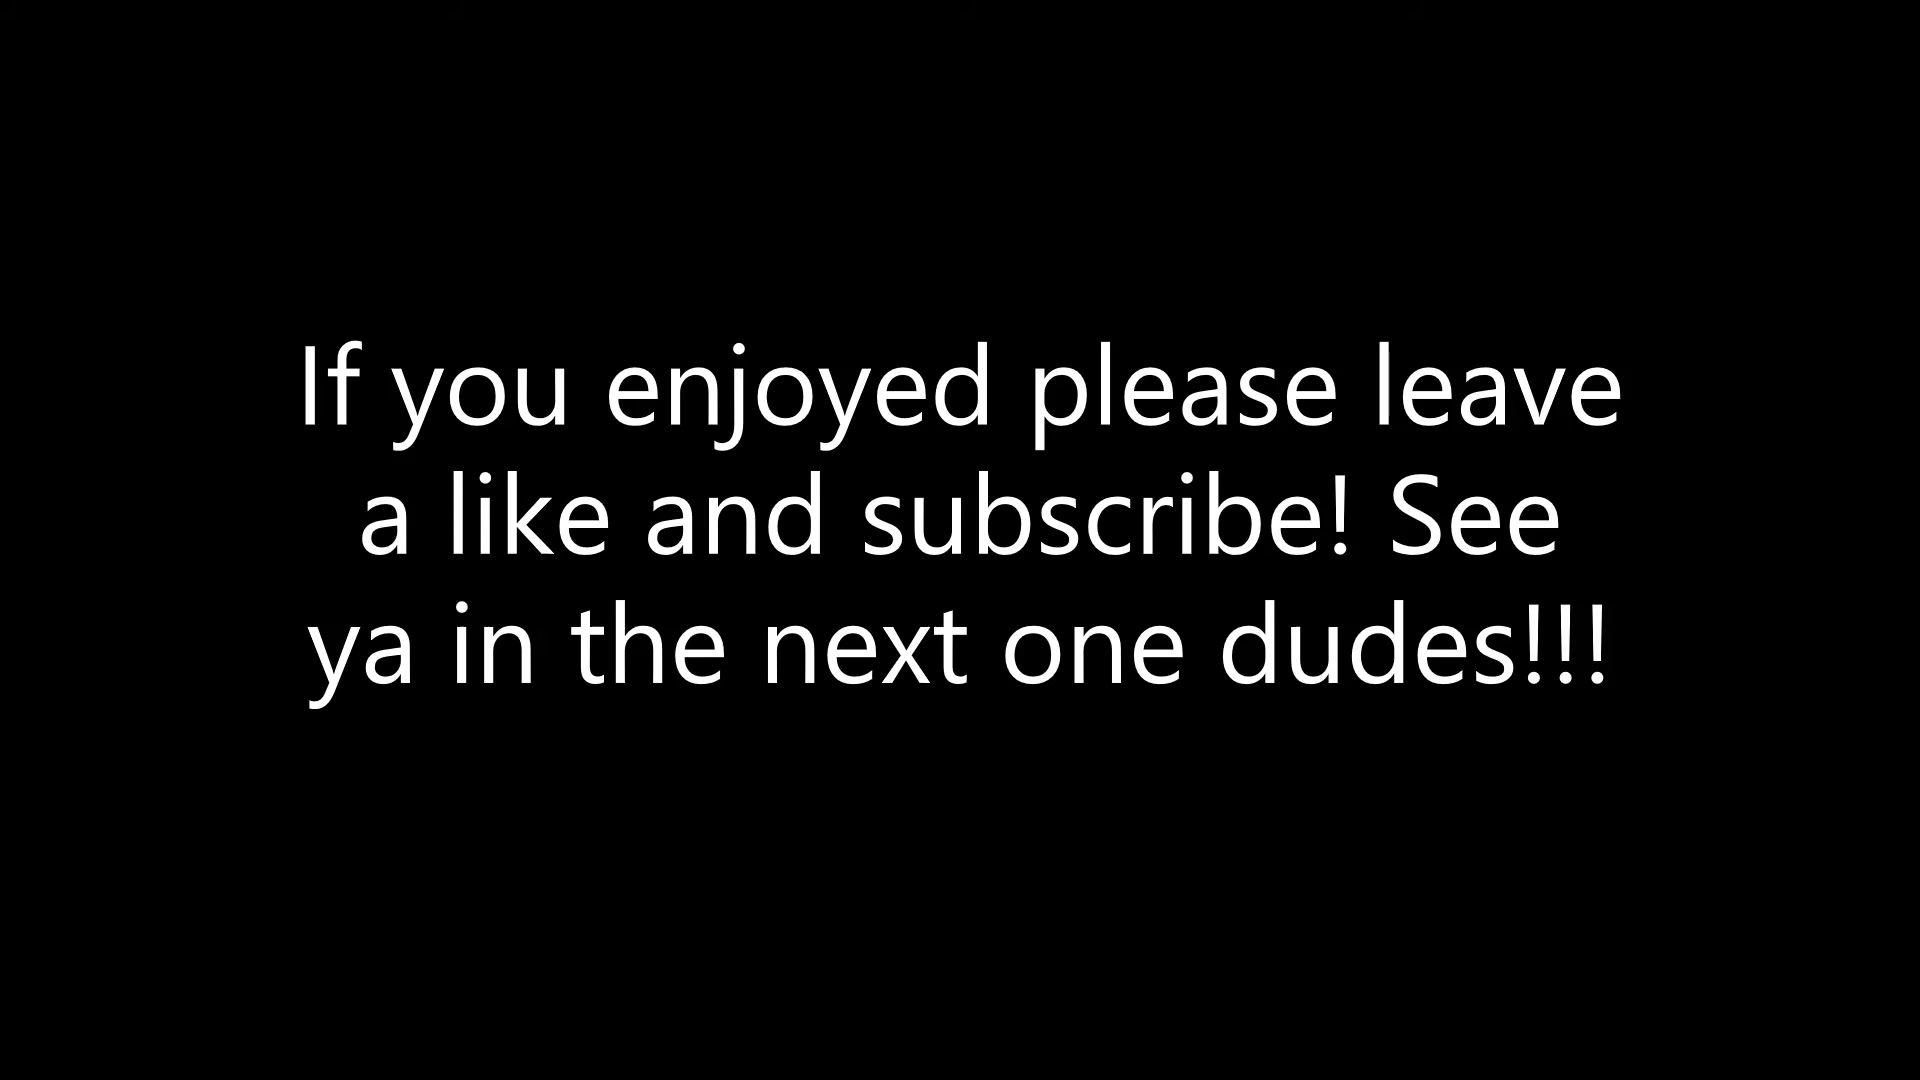 If you enjoyed please leave
a like and subscribe! See
ya in the next one dudes!!!